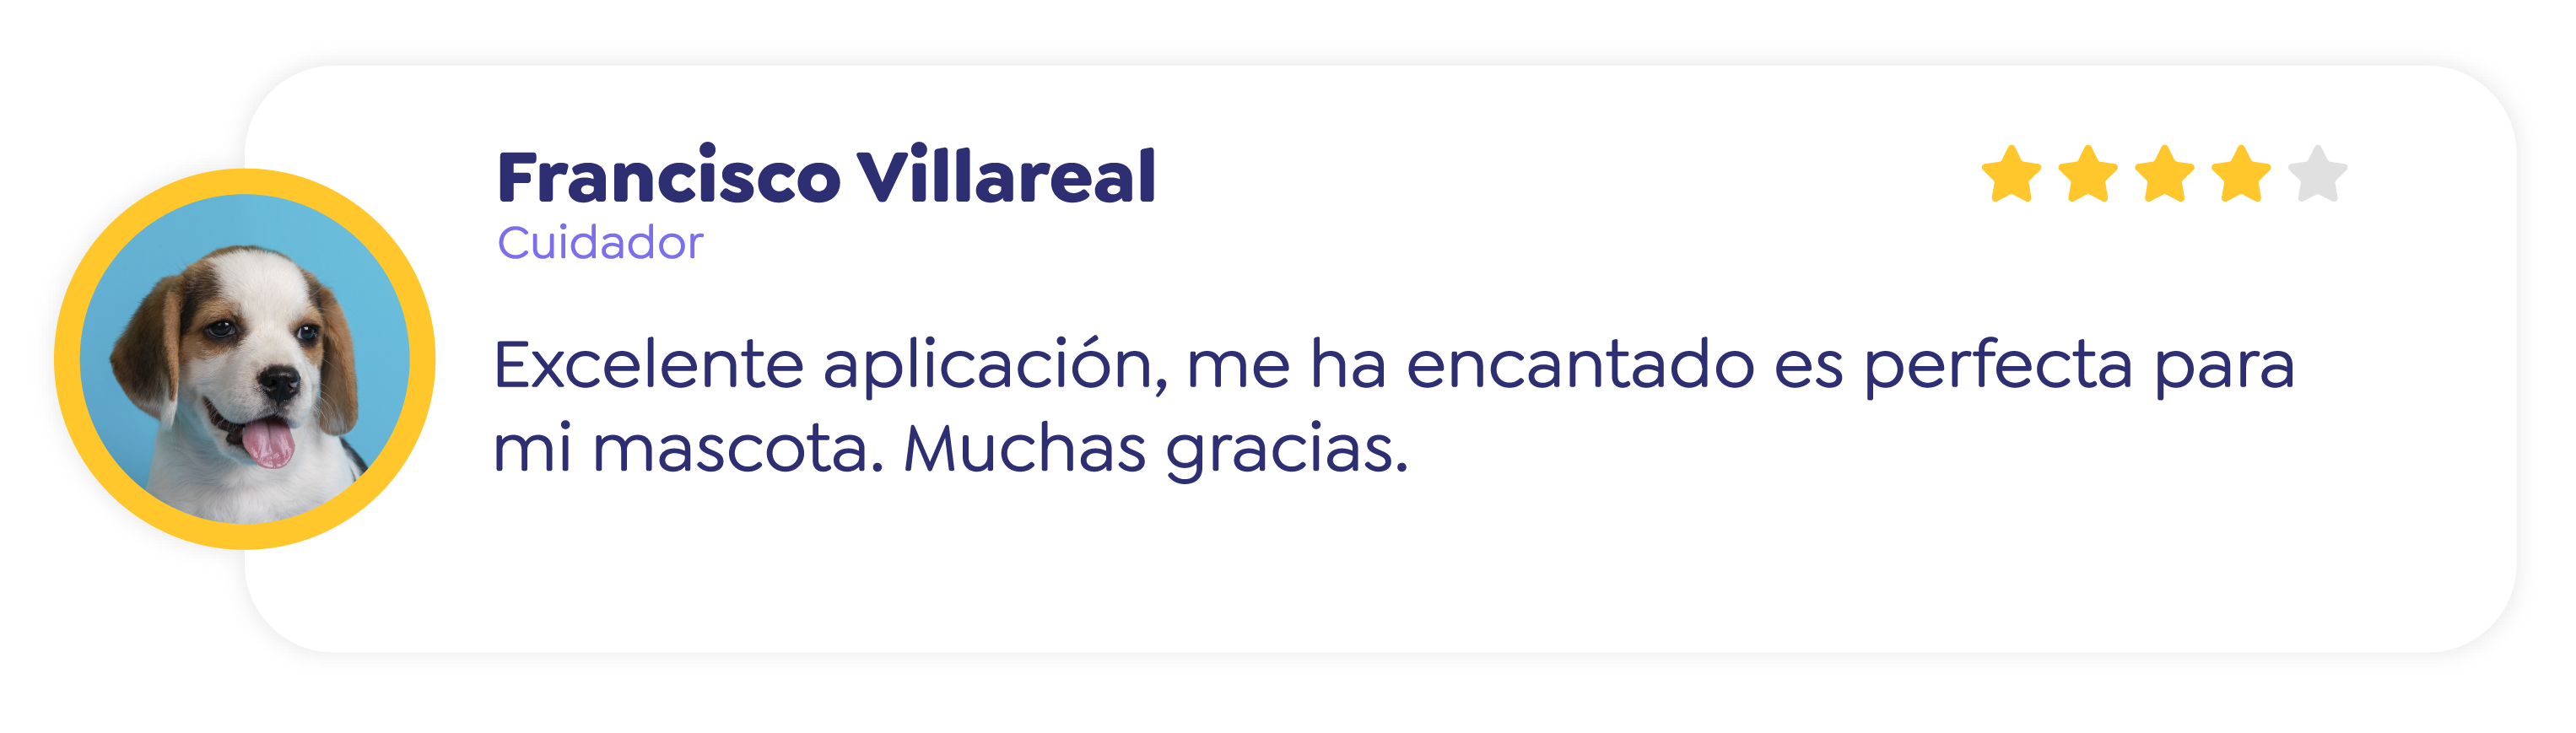 Francisco Villareal
Cuidador
Excelente aplicación, me ha encantado es perfecta para
mi mascota. Muchas gracias.